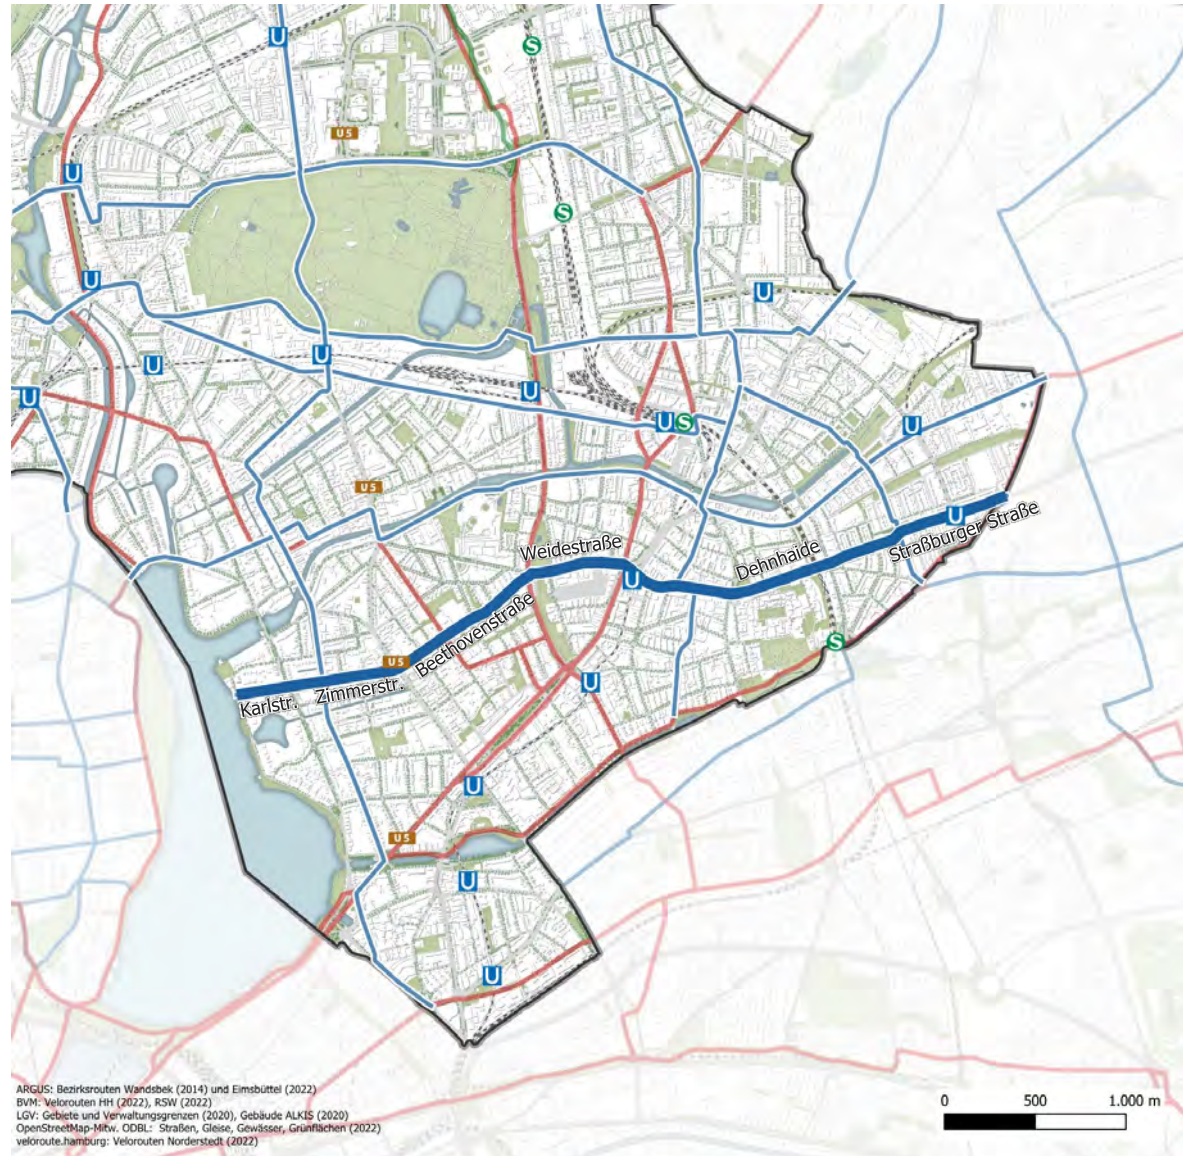 U
S
U5
U
S
U
U
U
U
U
U
U
S
U
U5
U
Weidestraße
Dehnhaide
Straßburger Straße
U
Beethovenstraße
S
U5
U
Karlstr.
Zimmerstr.
U
U5
U
U
ARGUS: Bezirksrouten Wandsbek (2014) und Eimsbüttel (2022)
BVM: Velorouten HH (2022), RSW (2022)
LGV: Gebiete und Verwaltungsgrenzen (2020), Gebäude ALKIS (2020)
OpenStreetMap-Mitw. ODBL: Straßen, Gleise, Gewässer, Grünflächen (2022)
veloroute.hamburg: Velorouten Norderstedt (2022)
0 500 1.000 m